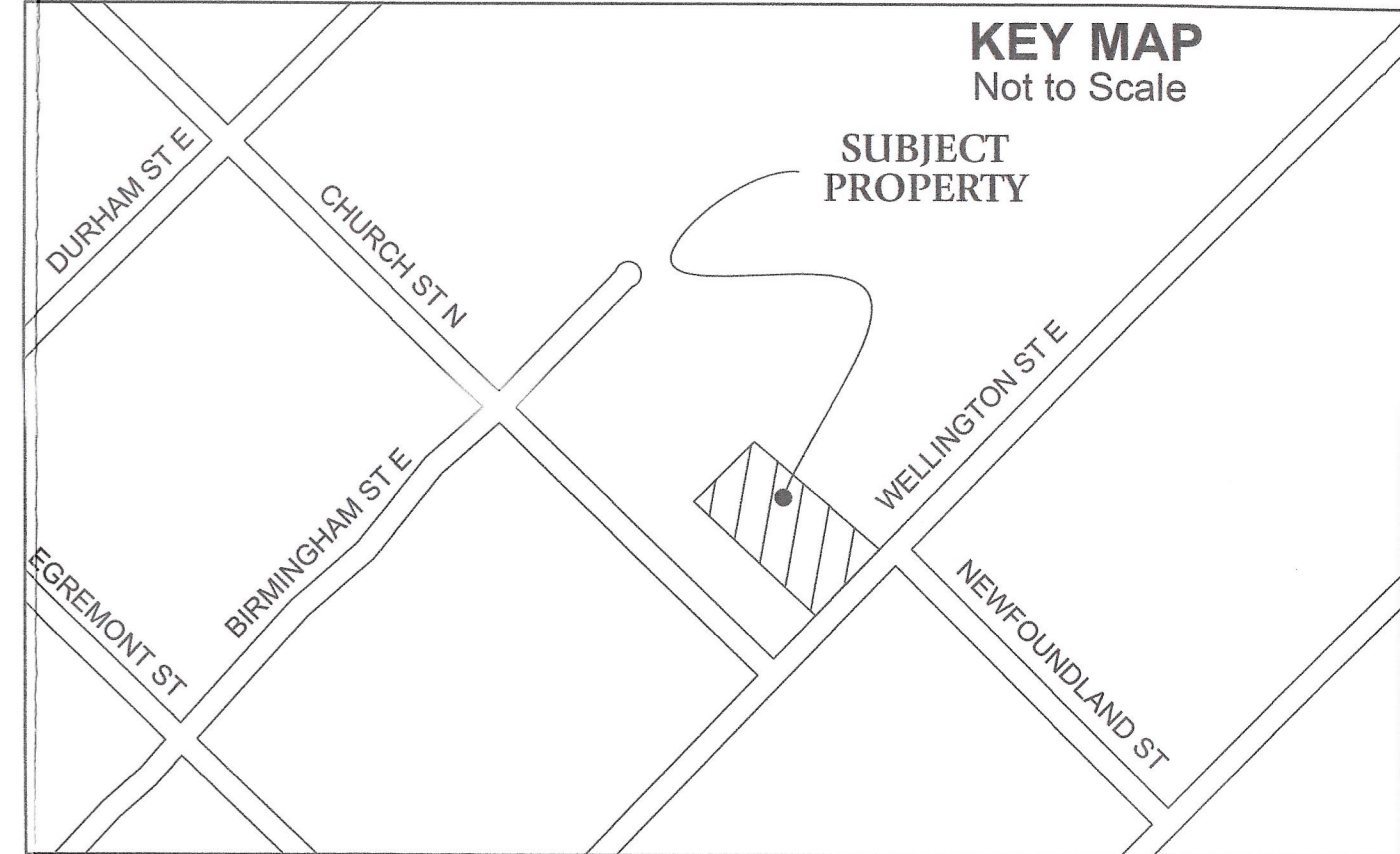 KEY MAP
Not to Scale
SUBJECT
PROPERTY
DURHAM ST E
CHURCH ST N
WELLINGTON ST E
BIRMINGHAM ST E
EGREMONT ST
NEWFOUNDLAND ST